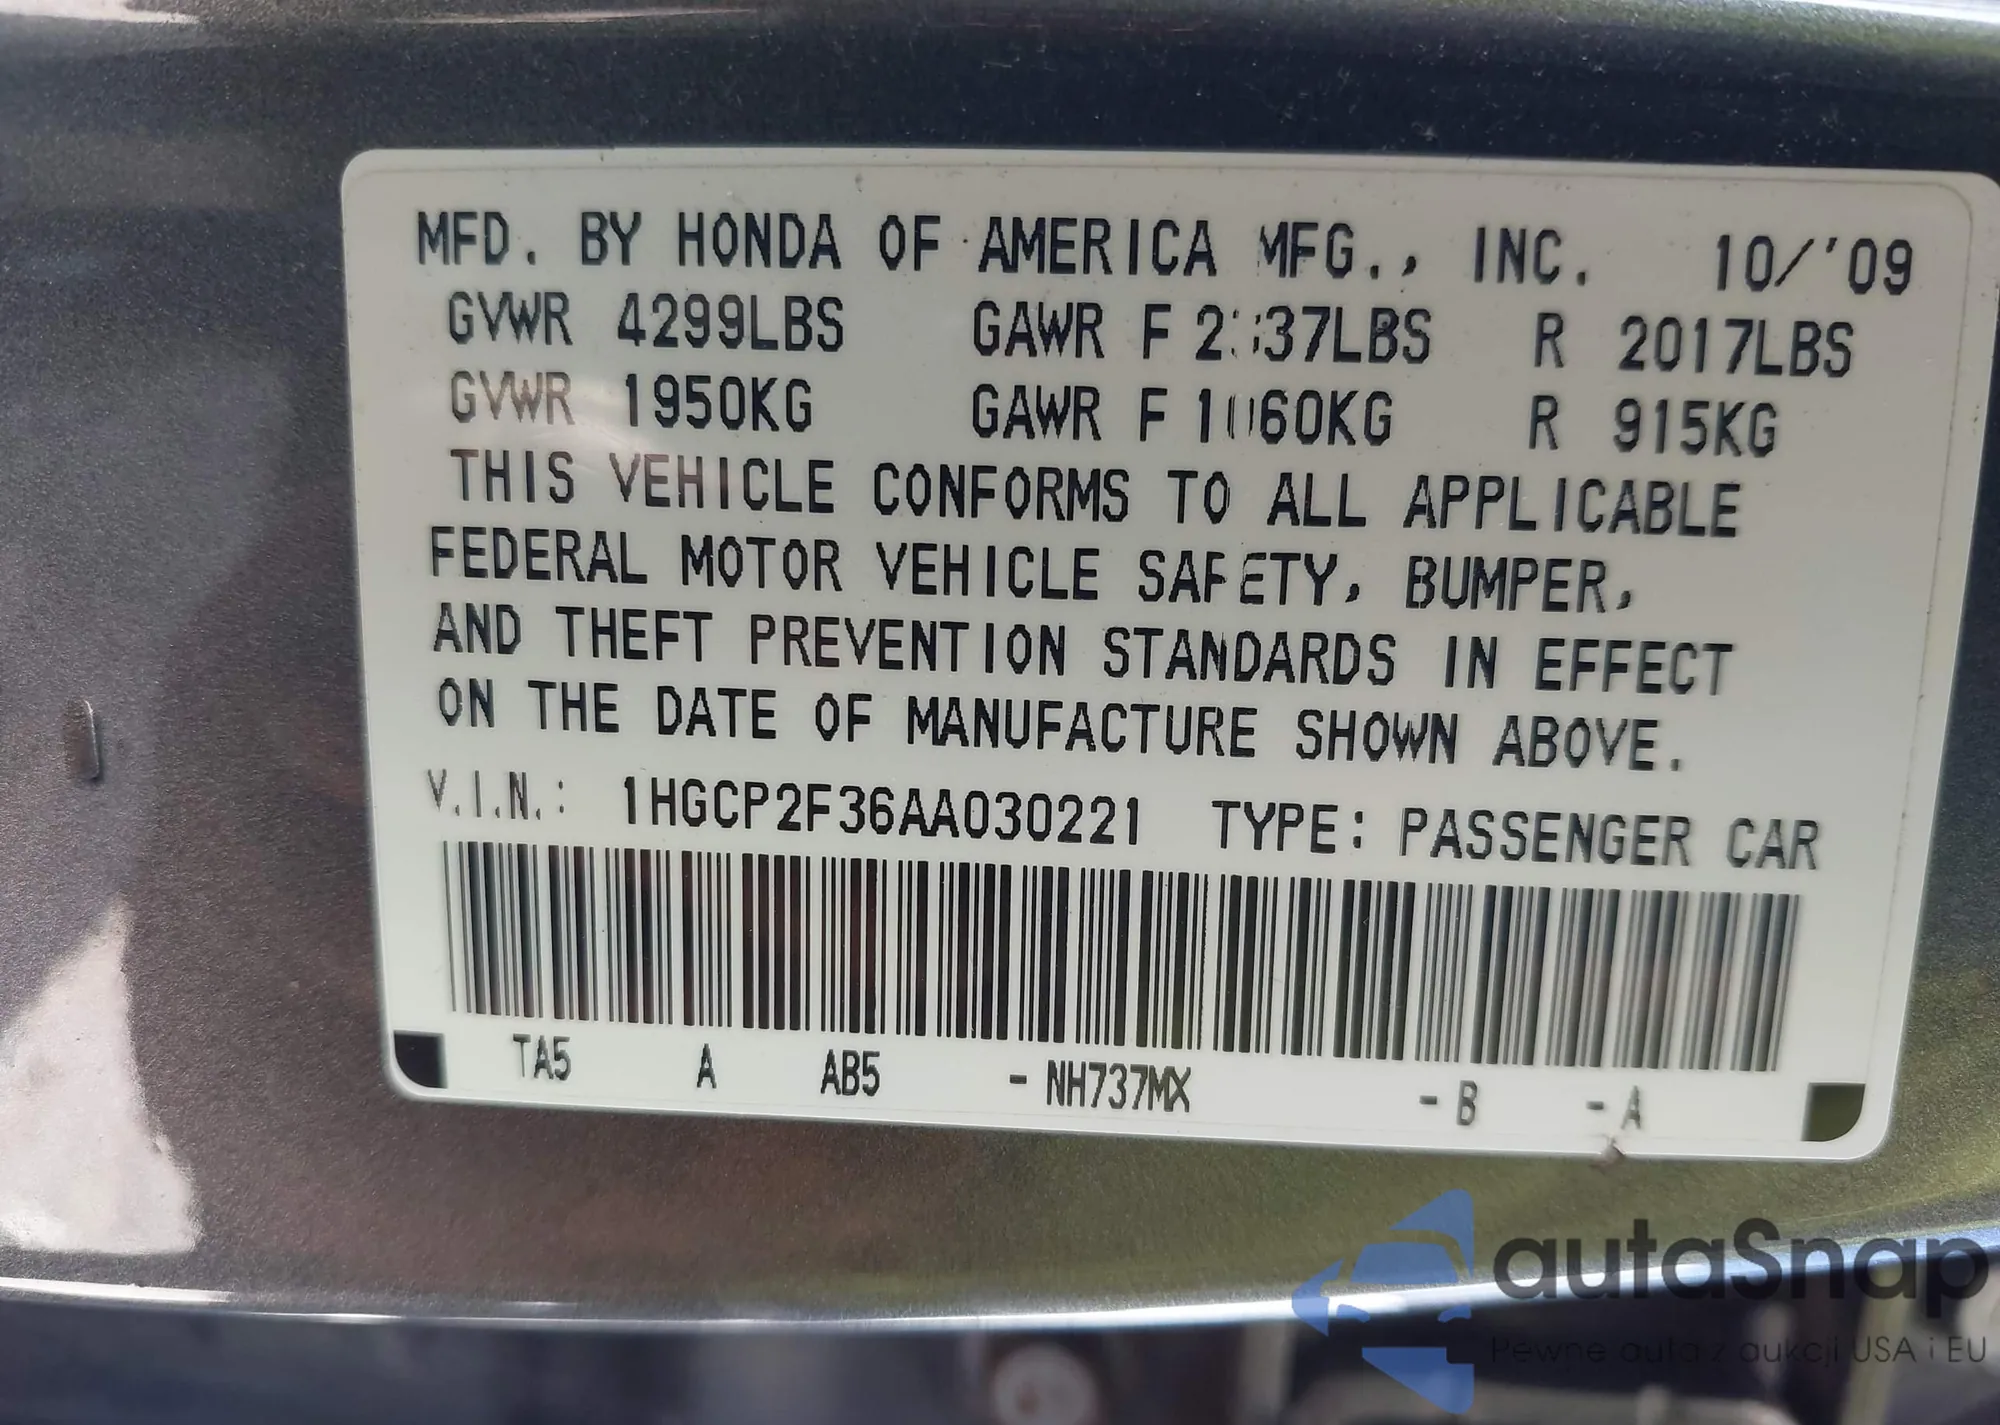 MFD. BY HONDA OF AMERICA MFG., INC. 10/'09
GVWR 4299LBS GAWR F 2337LBS R 2017LBS
GVWR 1950KG GAWR F 1060KG R 915KG
THIS VEHICLE CONFORMS TO ALL APPLICABLE
FEDERAL MOTOR VEHICLE SAFETY, BUMPER,
AND THEFT PREVENTION STANDARDS IN EFFECT
ON THE DATE OF MANUFACTURE SHOWN ABOVE.
V.I.N.: 1HGCP2F36AA030221 TYPE: PASSENGER CAR
TA5 A AB5 - NH737MX - B - A
autaSnap
Pewne auta z aukcji USA i EU